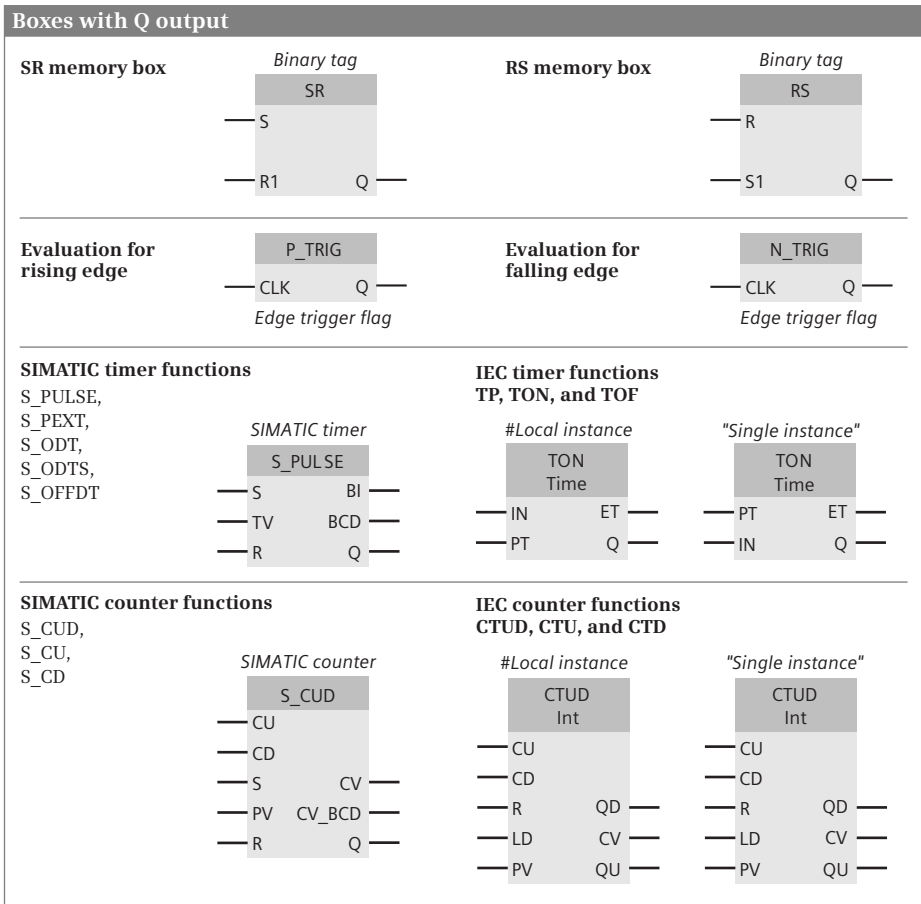 Boxes with Q output
SR memory box
Binary tag
SR
S
R1 Q
RS memory box
Binary tag
RS
R
S1 Q
Evaluation for
rising edge
P_TRIG
CLK Q
Edge trigger flag
Evaluation for
falling edge
N_TRIG
CLK Q
Edge trigger flag
SIMATIC timer functions
S_PULSE,
S_PEXT,
S_ODT,
S_ODTS,
S_OFFDT
SIMATIC timer
S_PULSE
S BI
TV BCD
R Q
IEC timer functions
TP, TON, and TOF
#Local instance
TON
Time
IN ET
PT Q
"Single instance"
TON
Time
PT ET
IN Q
SIMATIC counter functions
S_CUD,
S_CU,
S_CD
SIMATIC counter
S_CUD
CU
CD
S CV
PV CV_BCD
R Q
IEC counter functions
CTUD, CTU, and CTD
#Local instance
CTUD
Int
CU
CD
R QD
LD CV
PV QU
"Single instance"
CTUD
Int
CU
CD
R QD
LD CV
PV QU